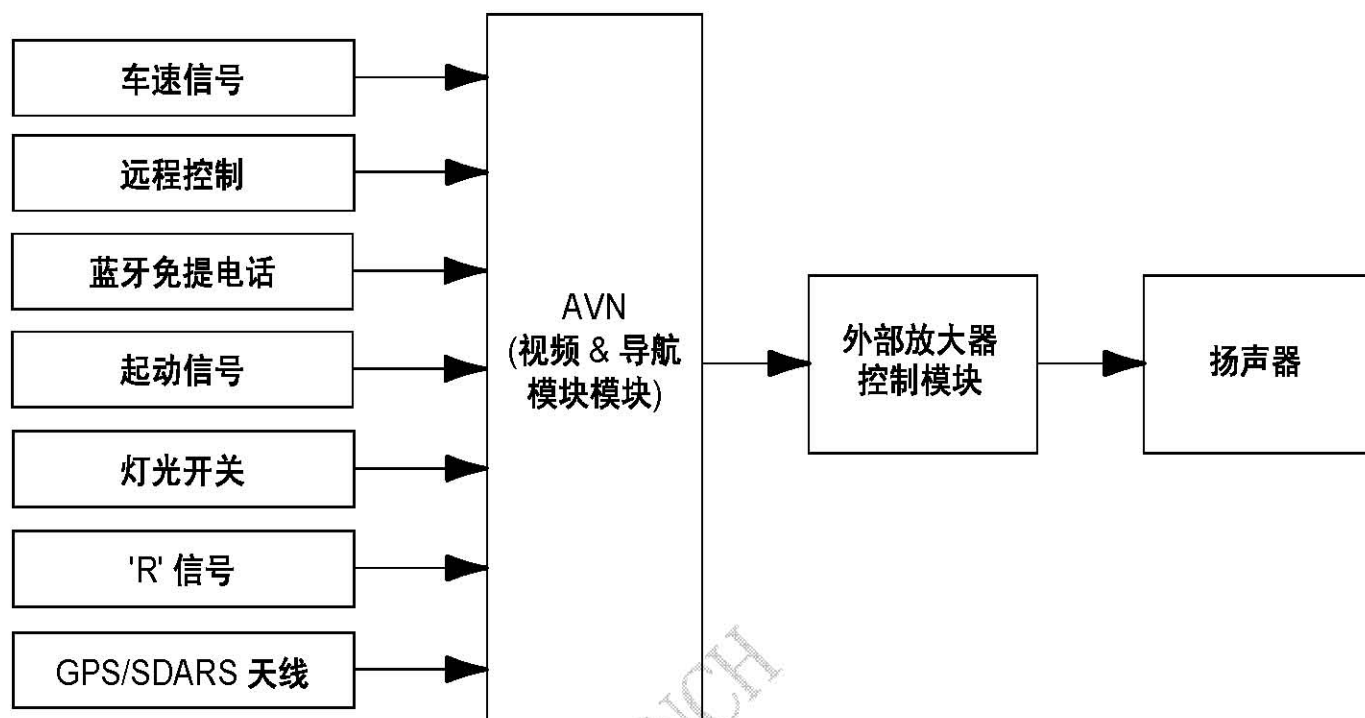 车速信号
远程控制
蓝牙免提电话
起动信号
灯光开关
'R' 信号
GPS/SDARS 天线
AVN
(视频 & 导航
模块模块)
外部放大器
控制模块
扬声器